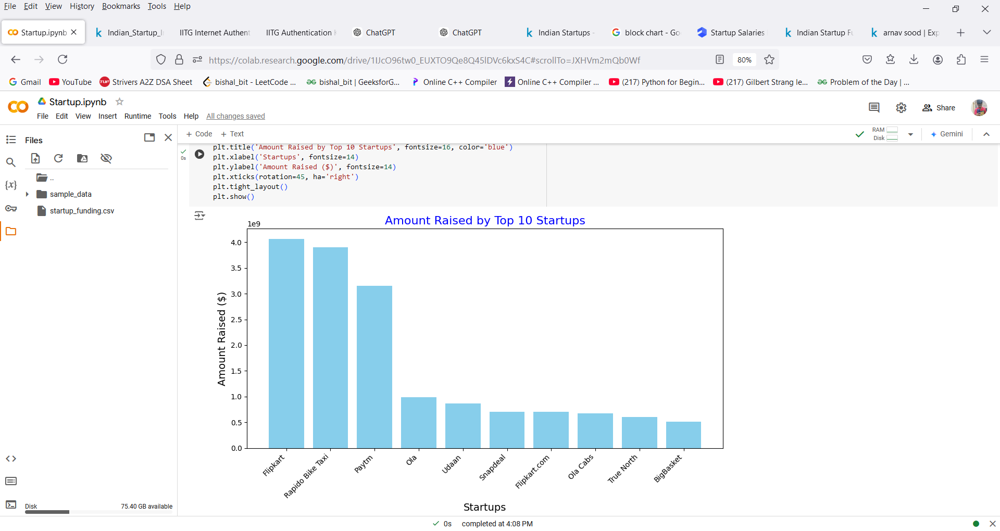 File Edit View History Bookmarks Tools Help
Startup.ipynb
Indian_Startup_I
IITG Internet Authent
IITG Authentication
ChatGPT
ChatGPT
Indian Startups -
block chart - Go
Startup Salaries
Indian Startup Fu
arnav sood | Exp
https://colab.research.google.com/drive/1IJcO96tw0_EUXTO9Qe8Q45lDVc6kxS4C#scrollTo=JXHVm2mQb0Wf
80%
Gmail
YouTube
TUF Strivers A2Z DSA Sheet
bishal_bit - LeetCode ...
bishal_bit | GeeksforG...
Online C++ Compiler
Online C++ Compiler ...
(217) Python for Begin...
(217) Gilbert Strang le...
Problem of the Day | ...
CO
Startup.ipynb
File Edit View Insert Runtime Tools Help All changes saved
Share
Files
+ Code + Text
RAM
Disk
Gemini
{x}
..
sample_data
startup_funding.csv
0s
plt.title('Amount Raised by Top 10 Startups', fontsize=16, color='blue')
plt.xlabel('Startups', fontsize=14)
plt.ylabel('Amount Raised ($)', fontsize=14)
plt.xticks(rotation=45, ha='right')
plt.tight_layout()
plt.show()
Amount Raised by Top 10 Startups
1e9
4.0
3.5
3.0
2.5
2.0
1.5
1.0
0.5
0.0
Amount Raised ($)
Flipkart
Rapido Bike Taxi
Paytm
Ola
Udaan
Snapdeal
Flipkart.com
Ola Cabs
True North
BigBasket
Startups
Disk 75.40 GB available
0s completed at 4:08 PM